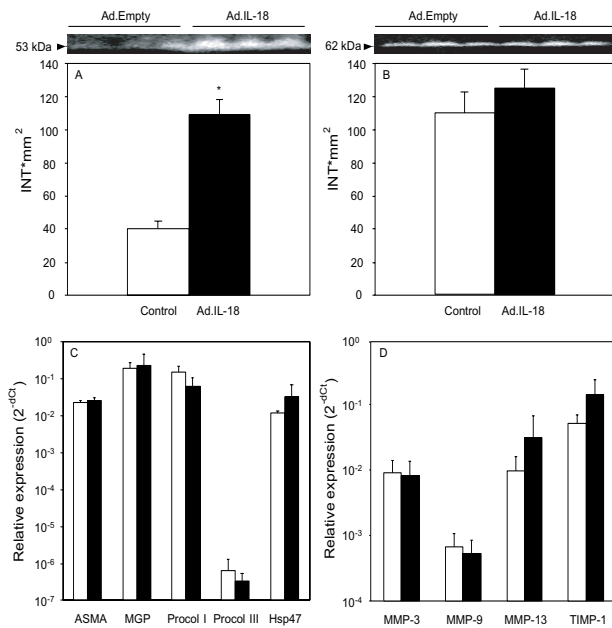 Ad.Empty Ad.IL-18
53 kDa
A
*
140
120
100
80
60
40
20
0
INT*mm2
Control Ad.IL-18
Ad.Empty Ad.IL-18
62 kDa
B
140
120
100
80
60
40
20
0
INT*mm2
Control Ad.IL-18
C
10^0
10^-1
10^-2
10^-3
10^-4
10^-5
10^-6
10^-7
Relative expression (2^-dCt)
ASMA MGP Procol I Procol III Hsp47
D
10^0
10^-1
10^-2
10^-3
10^-4
Relative expression (2^-dCt)
MMP-3 MMP-9 MMP-13 TIMP-1